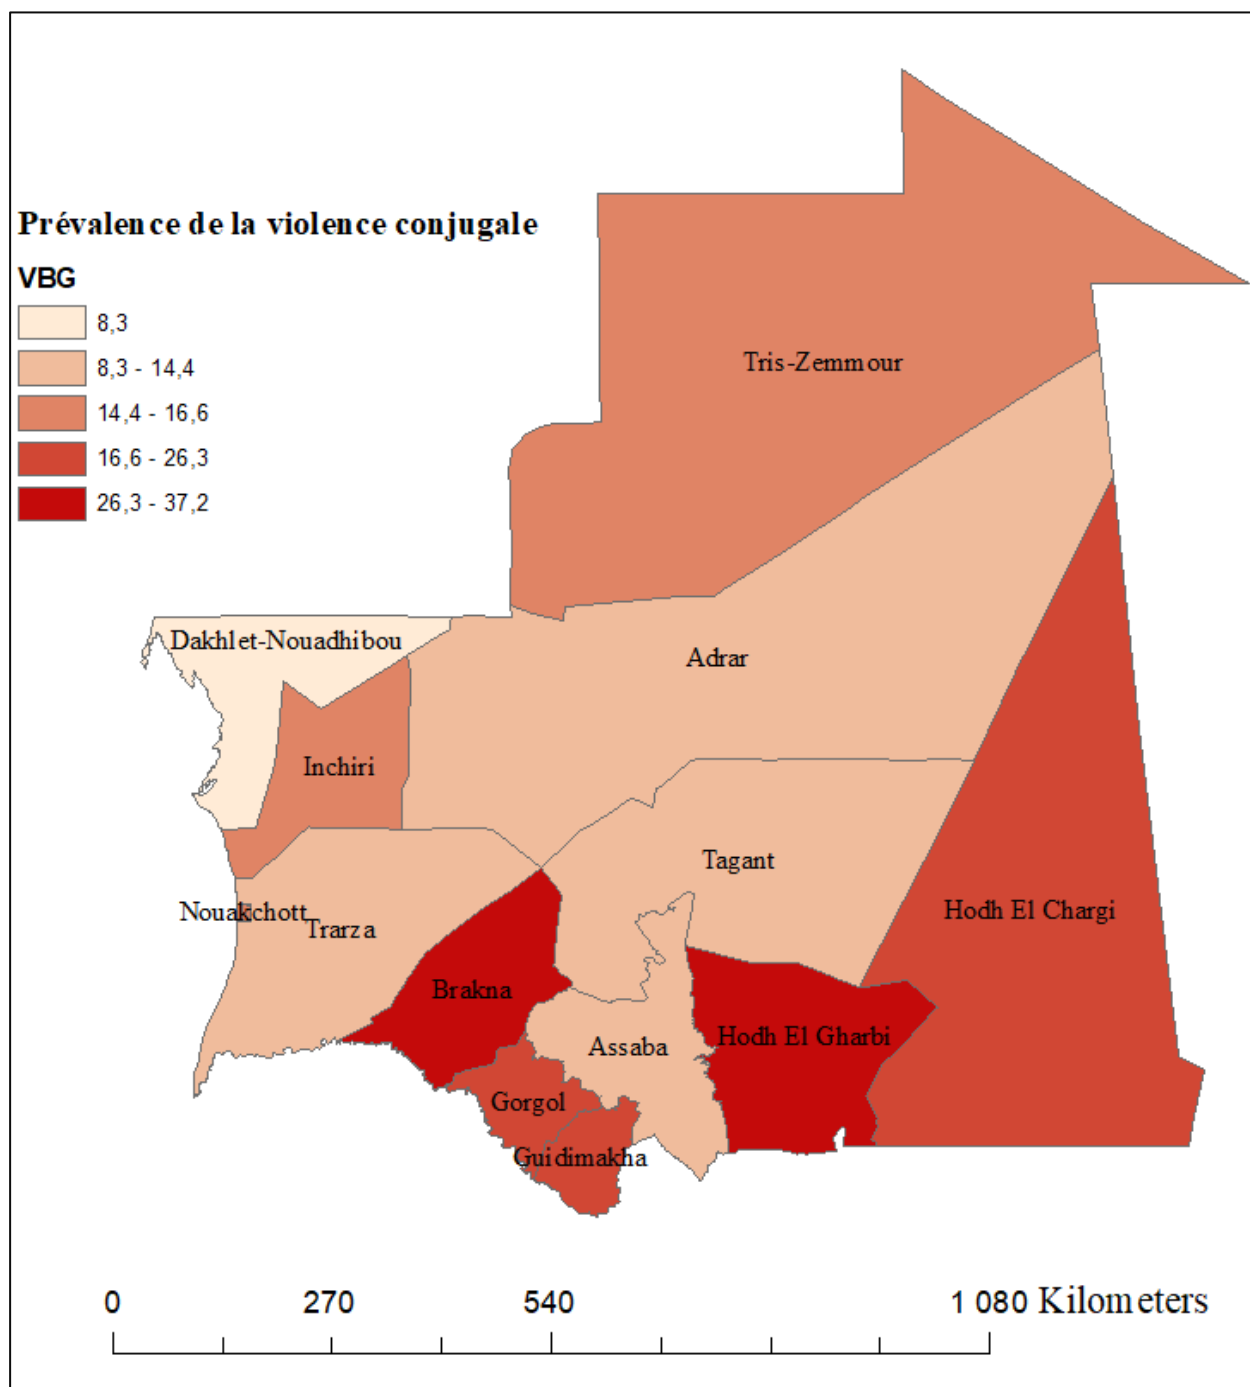 Prévalence de la violence conjugale
VBG
8,3
8,3 - 14,4
14,4 - 16,6
16,6 - 26,3
26,3 - 37,2
Tris-Zemmour
Dakhlet-Nouadhibou
Adrar
Inchiri
Tagant
Nouakchott
Trarza
Hodh El Chargi
Brakna
Hodh El Gharbi
Assaba
Gorgol
Guidimakha
0 270 540 1 080 Kilometers